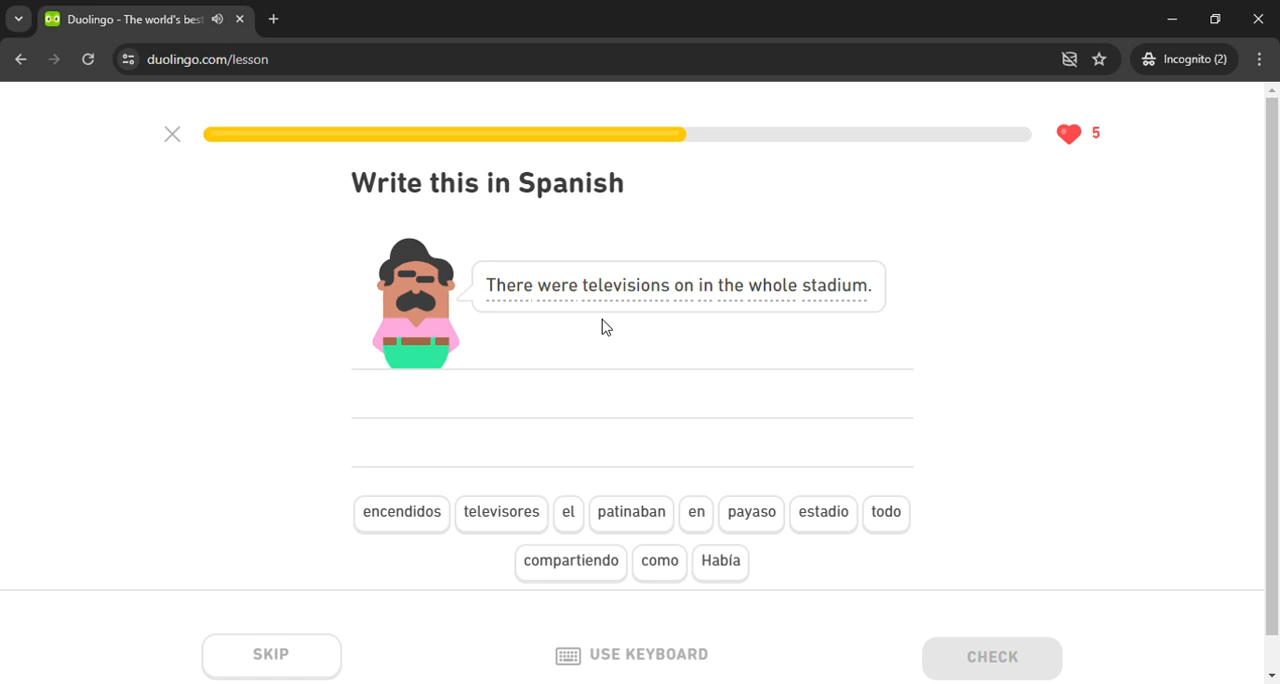 Duolingo - The world's bes
duolingo.com/lesson
Incognito (2)
5
Write this in Spanish
There were televisions on in the whole stadium.
encendidos televisores el patinaban en payaso estadio todo
compartiendo como Había
SKIP USE KEYBOARD CHECK